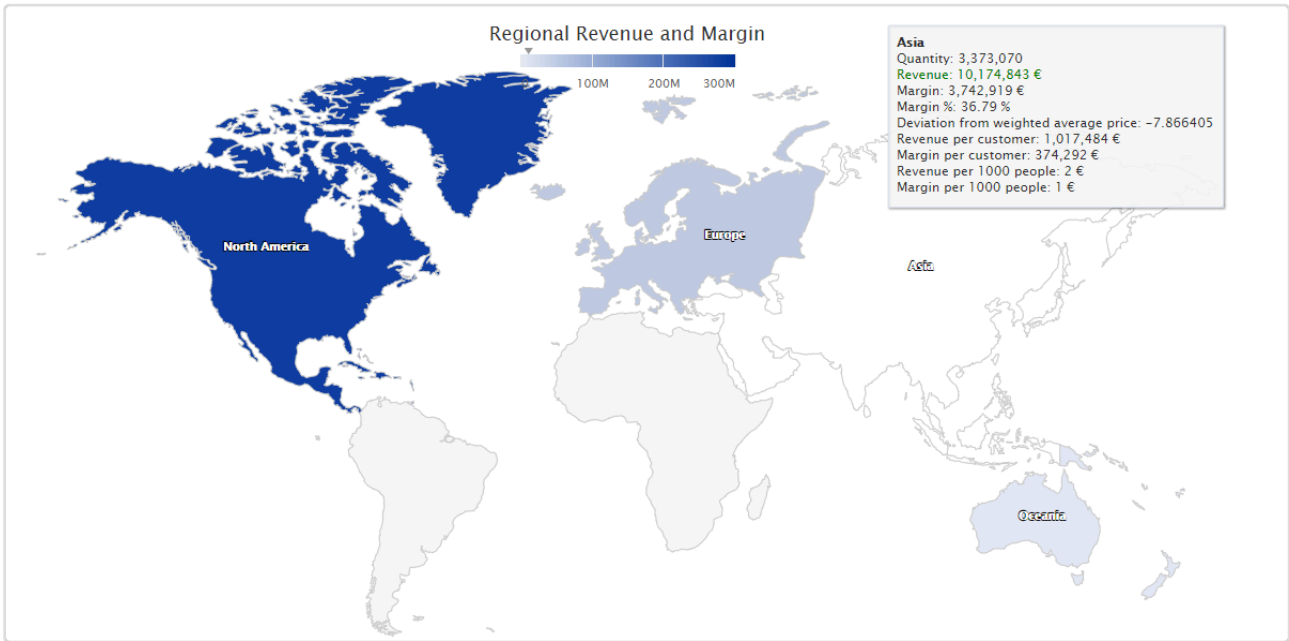 Regional Revenue and Margin
0 100M 200M 300M
Asia
Quantity: 3,373,070
Revenue: 10,174,843 €
Margin: 3,742,919 €
Margin %: 36.79 %
Deviation from weighted average price: -7.866405
Revenue per customer: 1,017,484 €
Margin per customer: 374,292 €
Revenue per 1000 people: 2 €
Margin per 1000 people: 1 €
North America
Europe
Asia
Oceania